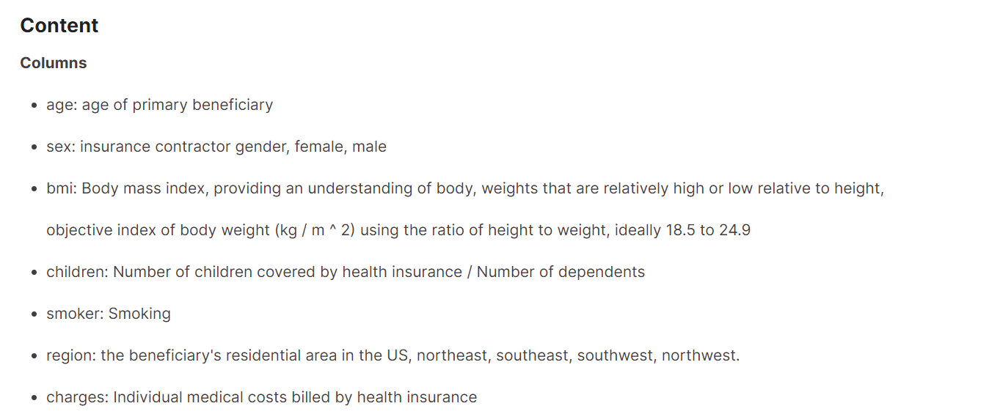 Content
Columns
age: age of primary beneficiary
sex: insurance contractor gender, female, male
bmi: Body mass index, providing an understanding of body, weights that are relatively high or low relative to height,
objective index of body weight (kg / m ^ 2) using the ratio of height to weight, ideally 18.5 to 24.9
children: Number of children covered by health insurance / Number of dependents
smoker: Smoking
region: the beneficiary's residential area in the US, northeast, southeast, southwest, northwest.
charges: Individual medical costs billed by health insurance